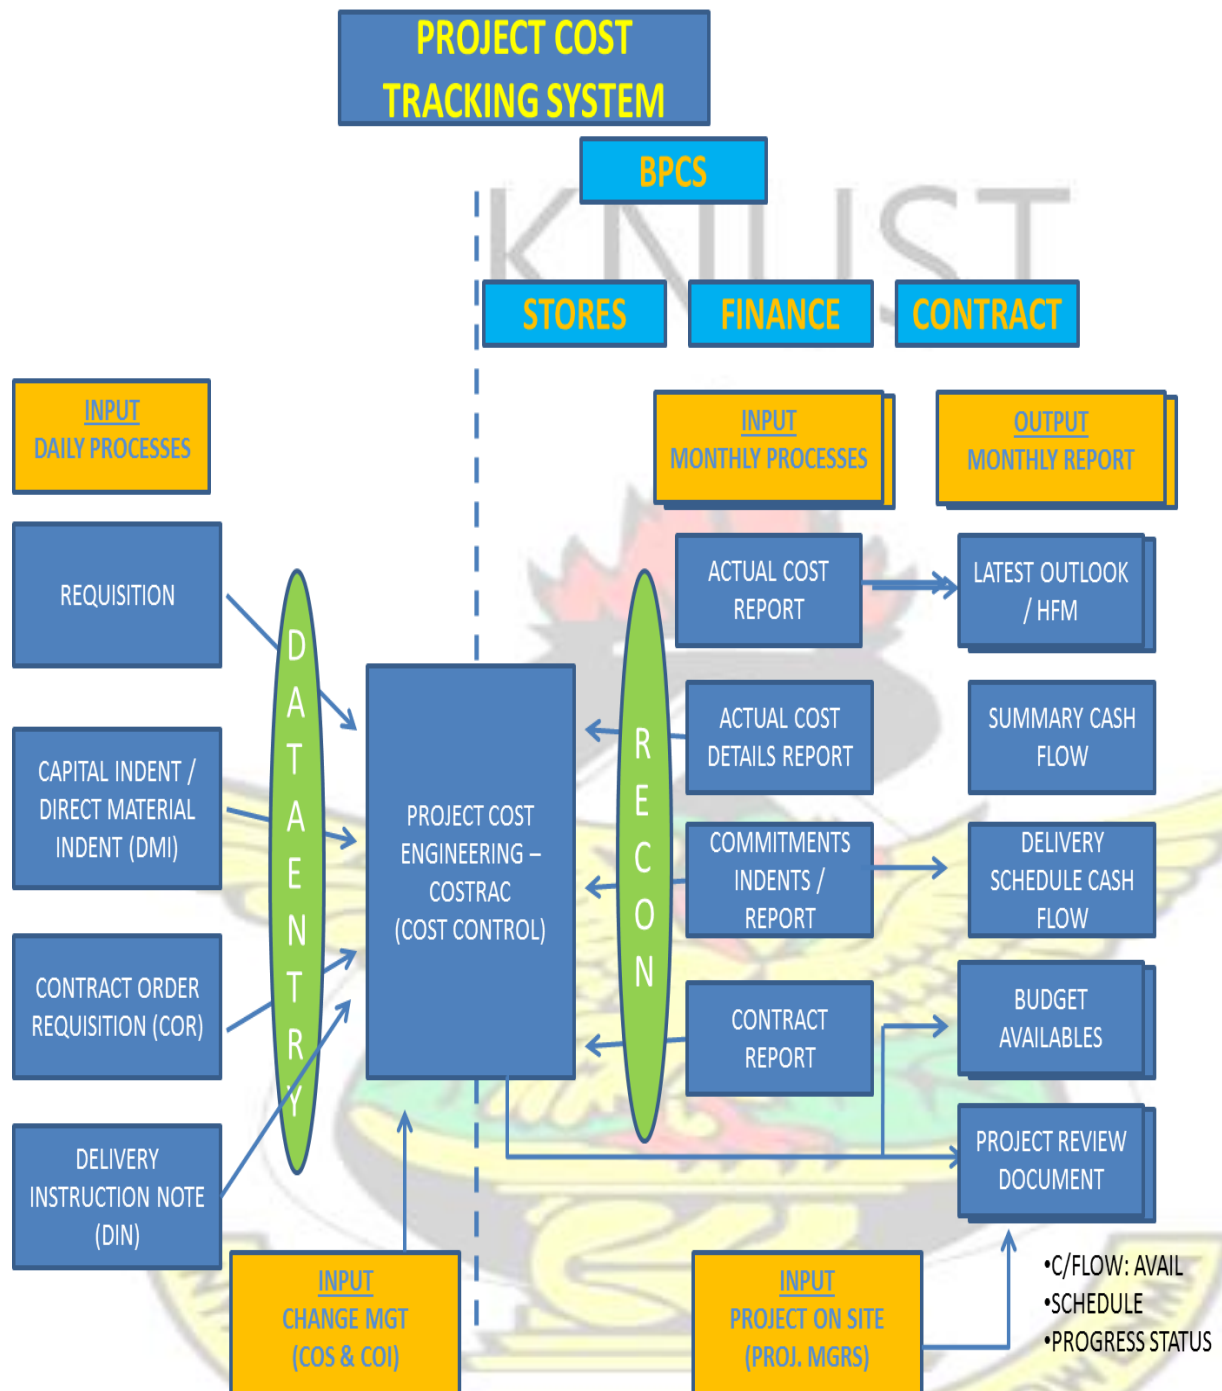 PROJECT COST
TRACKING SYSTEM
BPCS
KNUST
STORES
FINANCE
CONTRACT
INPUT
DAILY PROCESSES
INPUT
MONTHLY PROCESSES
OUTPUT
MONTHLY REPORT
REQUISITION
CAPITAL INDENT /
DIRECT MATERIAL
INDENT (DMI)
CONTRACT ORDER
REQUISITION (COR)
DELIVERY
INSTRUCTION NOTE
(DIN)
DATA ENTRY
PROJECT COST
ENGINEERING –
COSTRAC
(COST CONTROL)
RECON
ACTUAL COST
REPORT
ACTUAL COST
DETAILS REPORT
COMMITMENTS
INDENTS /
REPORT
CONTRACT
REPORT
LATEST OUTLOOK
/ HFM
SUMMARY CASH
FLOW
DELIVERY
SCHEDULE CASH
FLOW
BUDGET
AVAILABLES
PROJECT REVIEW
DOCUMENT
INPUT
CHANGE MGT
(COS & COI)
INPUT
PROJECT ON SITE
(PROJ. MGRS)
•C/FLOW: AVAIL
•SCHEDULE
•PROGRESS STATUS